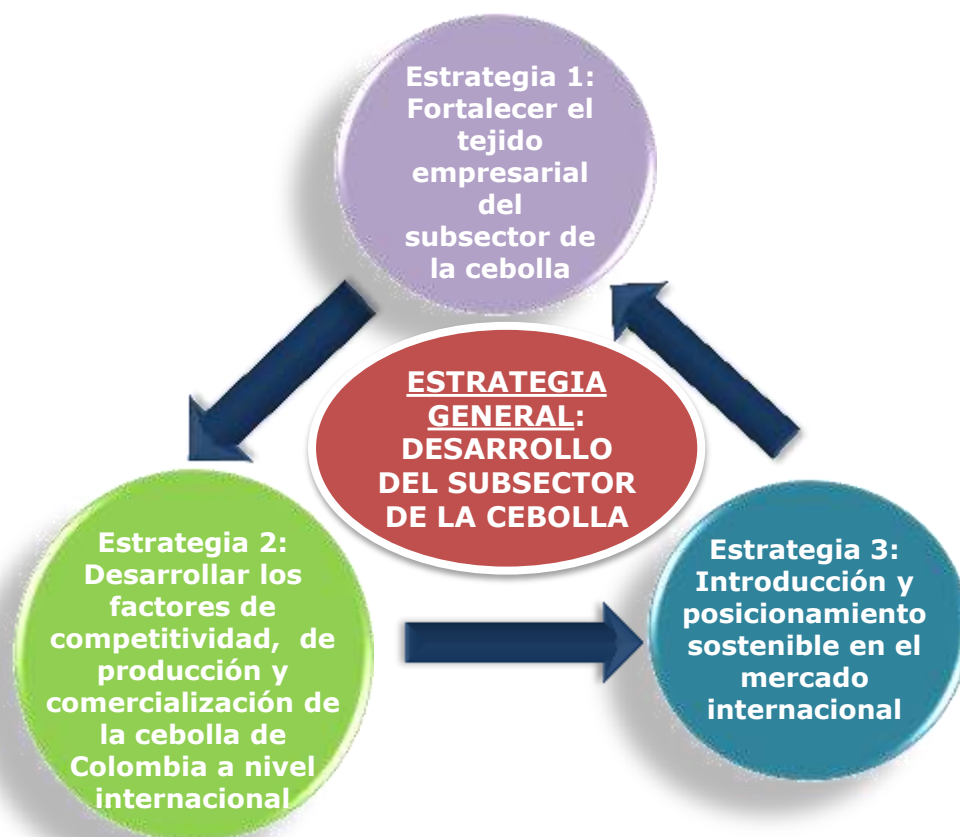 Estrategia 1:
Fortalecer el
tejido
empresarial
del
subsector de
la cebolla
ESTRATEGIA
GENERAL:
DESARROLLO
DEL SUBSECTOR
DE LA CEBOLLA
Estrategia 2:
Desarrollar los
factores de
competitividad, de
producción y
comercialización de
la cebolla de
Colombia a nivel
internacional
Estrategia 3:
Introducción y
posicionamiento
sostenible en el
mercado
internacional